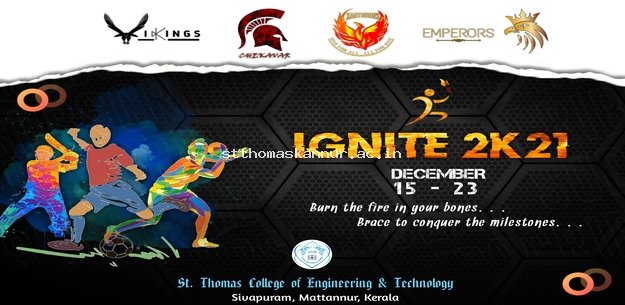 VIKINGS
CHEKAVAR
EMPERORS
stthomaskannur.ac.in
IGNITE 2K21
DECEMBER
15 - 23
Burn the fire in your bones. . .
Brace to conquer the milestones. . .
St. Thomas College of Engineering & Technology
Sivapuram, Mattannur, Kerala